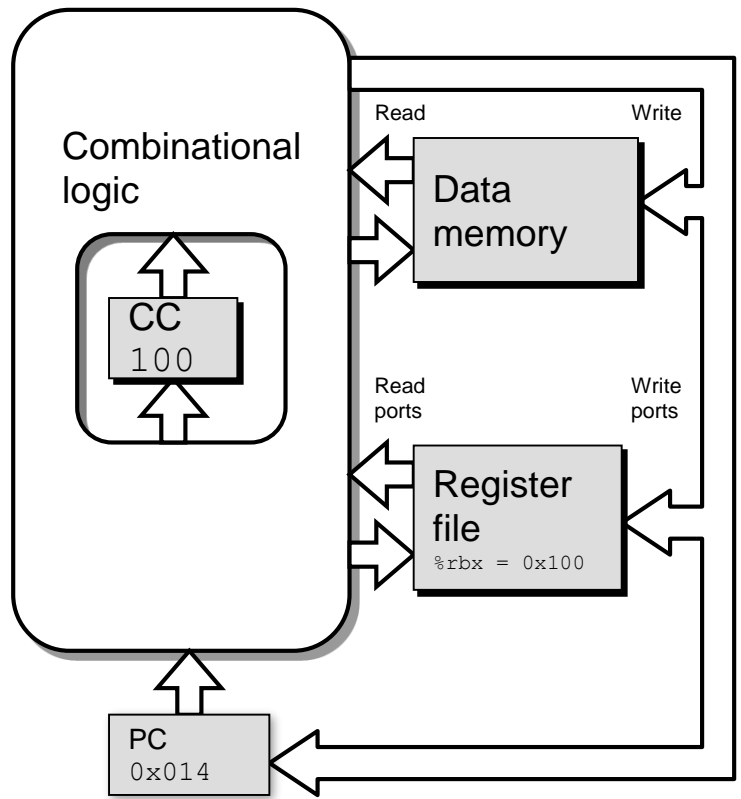 Combinational
logic
CC
100
Read
Write
Data
memory
Read
ports
Write
ports
Register
file
%rbx = 0x100
PC
0x014